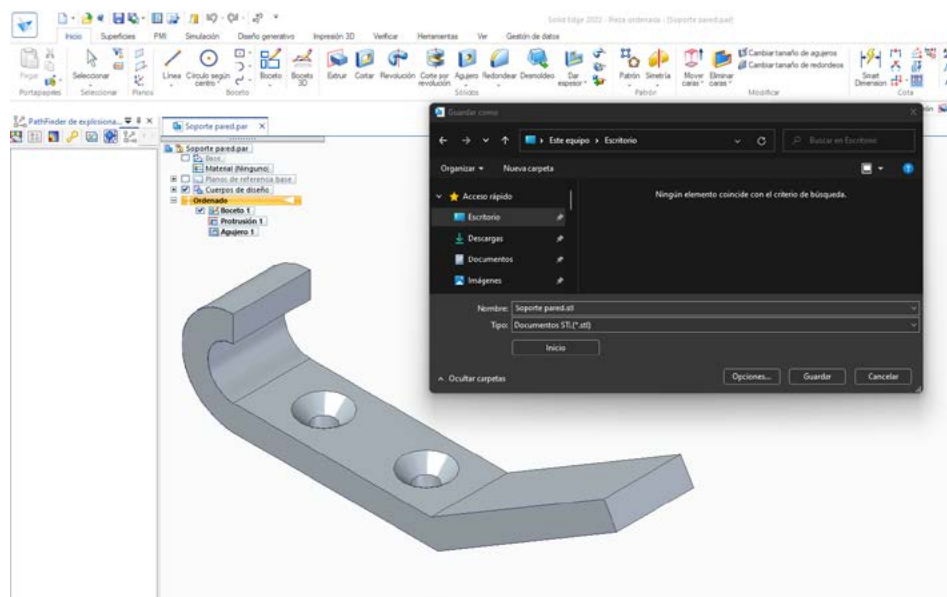 Solid Edge 2022 - Pieza ordenada - [Soporte pared.par]
Inicio Superficies PMI Simulación Diseño generativo Impresión 3D Verificar Herramientas Ver Gestión de datos
Pegar Seleccionar Línea Círculo según centro Boceto Boceto 3D Extruir Cortar Revolución Corte por revolución Agujero Redondear Desmoldeo Dar espesor Patrón Simetría Mover caras Eliminar caras Cambiar tamaño de agujeros Smart Dimension
Cambiar tamaño de redondeos
Portapapeles Seleccionar Planos Boceto Sólidos Patrón Modificar Cota
PathFinder de explosiona...
Soporte pared.par
Soporte pared.par
Base
Material (Ninguno)
Planos de referencia base
Cuerpos de diseño
Ordenado
Boceto 1
Protrusión 1
Agujero 1
Guardar como
Este equipo > Escritorio
Buscar en Escritorio
Organizar Nueva carpeta
Acceso rápido
Escritorio
Descargas
Documentos
Imágenes
Ningún elemento coincide con el criterio de búsqueda.
Nombre: Soporte pared.stl
Tipo: Documentos STL(*.stl)
Inicio
Ocultar carpetas
Opciones... Guardar Cancelar